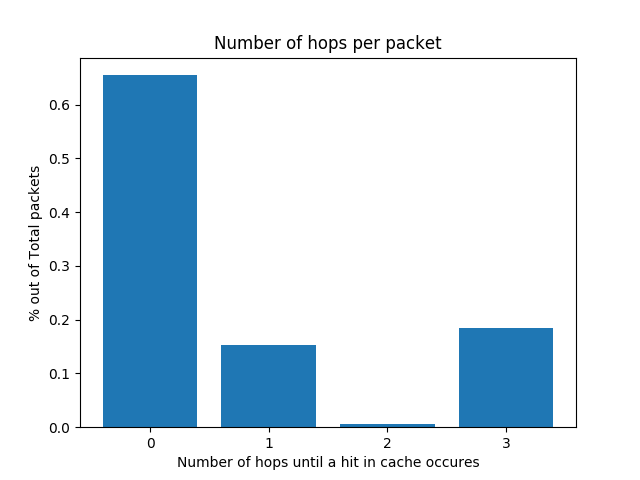 Number of hops per packet
% out of Total packets
0.6
0.5
0.4
0.3
0.2
0.1
0.0
0 1 2 3
Number of hops until a hit in cache occures